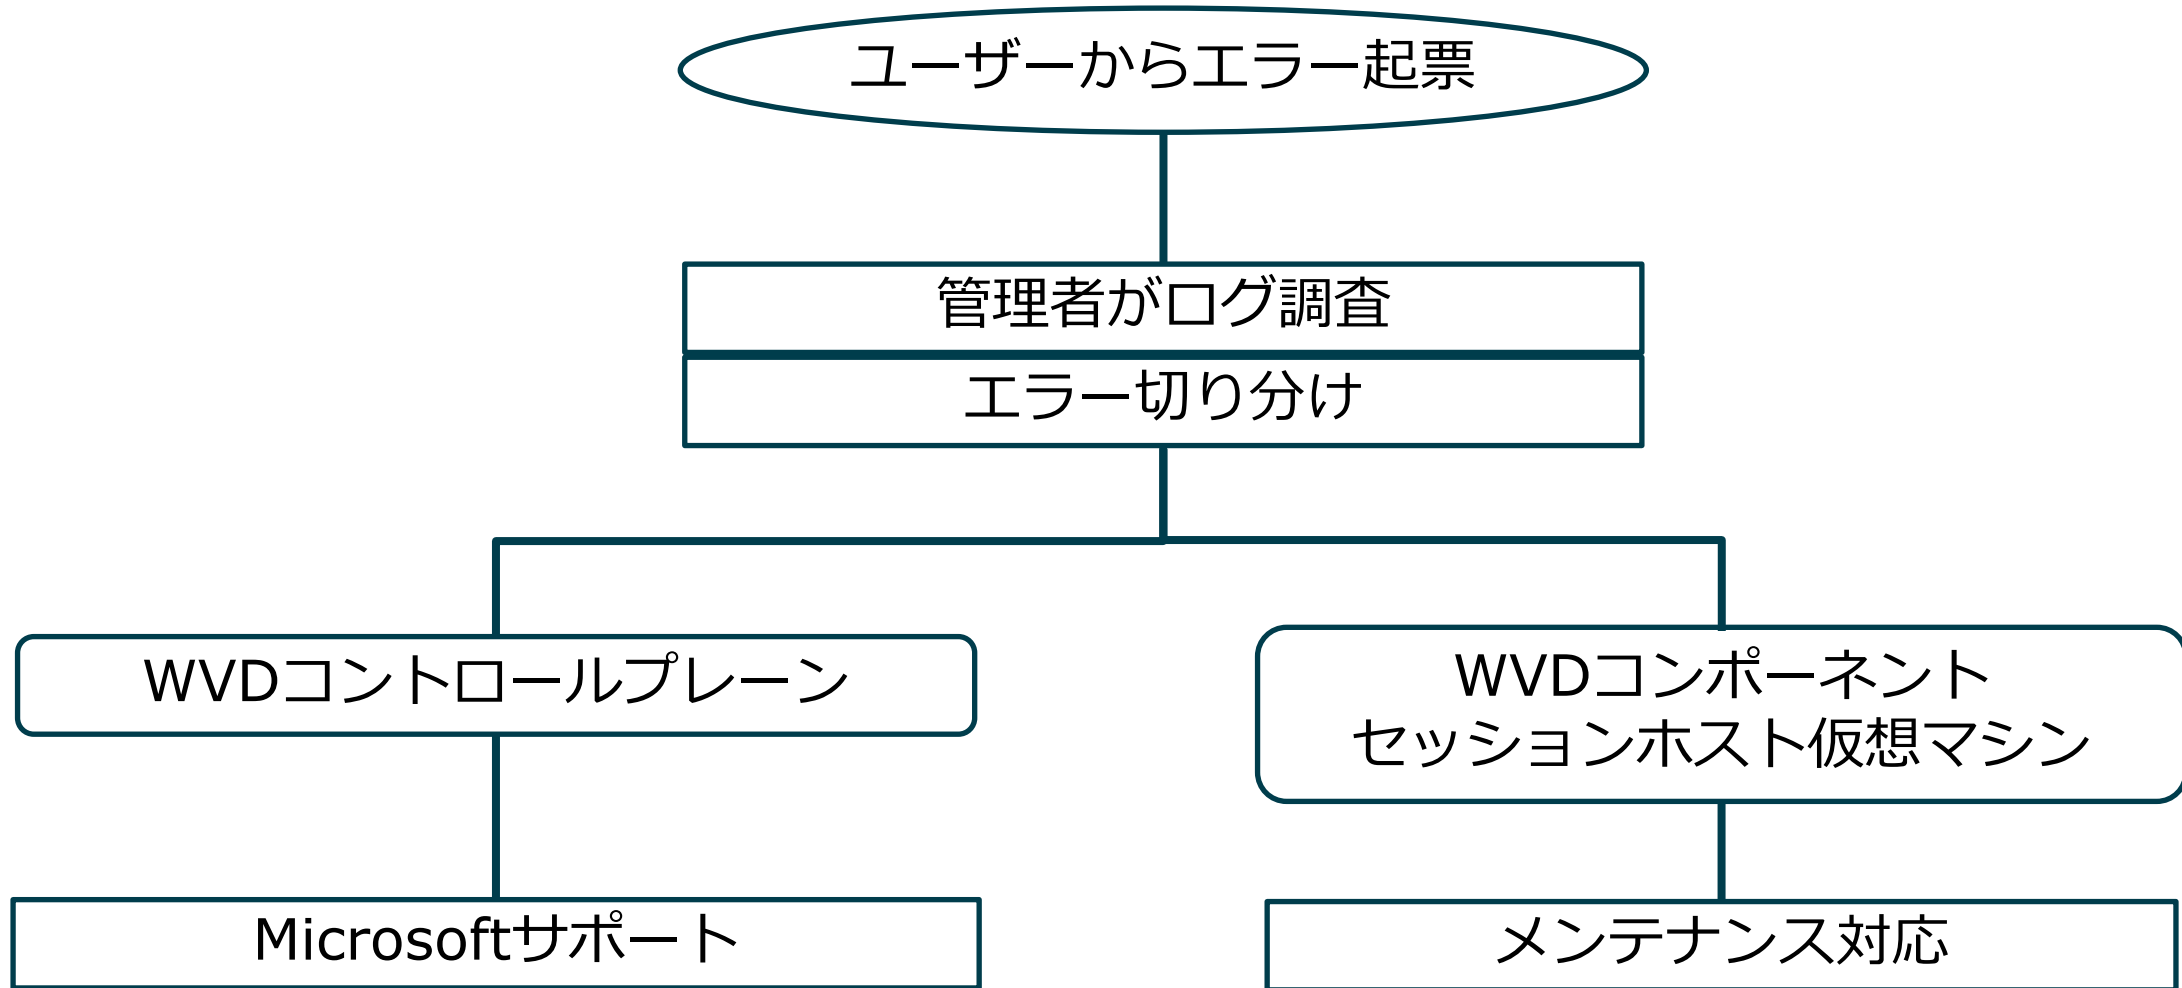 ユーザーからエラー起票
管理者がログ調査
エラー切り分け
WVDコントロールプレーン
WVDコンポーネント
セッションホスト仮想マシン
Microsoftサポート
メンテナンス対応